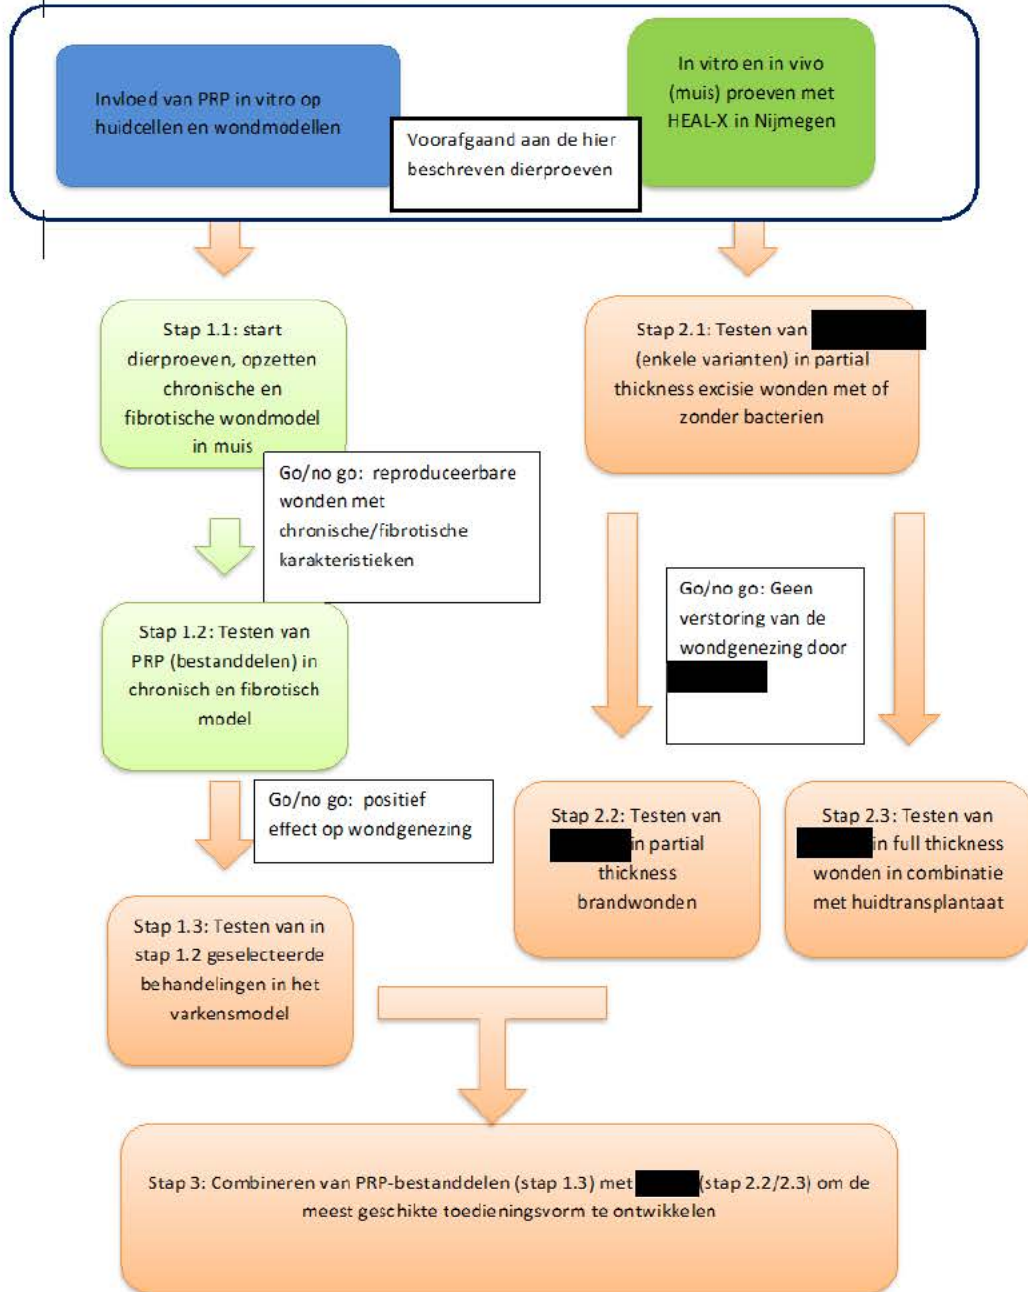 Invloed van PRP in vitro op
huidcellen en wondmodellen
In vitro en in vivo
(muis) proeven met
HEAL-X in Nijmegen
Voorafgaand aan de hier
beschreven dierproeven
Stap 1.1: start
dierproeven, opzetten
chronische en
fibrotische wondmodel
in muis
Stap 2.1: Testen van
(enkele varianten) in partial
thickness excisie wonden met of
zonder bacterien
Go/no go: reproduceerbare
wonden met
chronische/fibrotische
karakteristieken
Go/no go: Geen
verstoring van de
wondgenezing door
Stap 1.2: Testen van
PRP (bestanddelen) in
chronisch en fibrotisch
model
Go/no go: positief
effect op wondgenezing
Stap 2.2: Testen van
in partial
thickness
brandwonden
Stap 2.3: Testen van
in full thickness
wonden in combinatie
met huidtransplantaat
Stap 1.3: Testen van in
stap 1.2 geselecteerde
behandelingen in het
varkensmodel
Stap 3: Combineren van PRP-bestanddelen (stap 1.3) met (stap 2.2/2.3) om de
meest geschikte toedieningsvorm te ontwikkelen